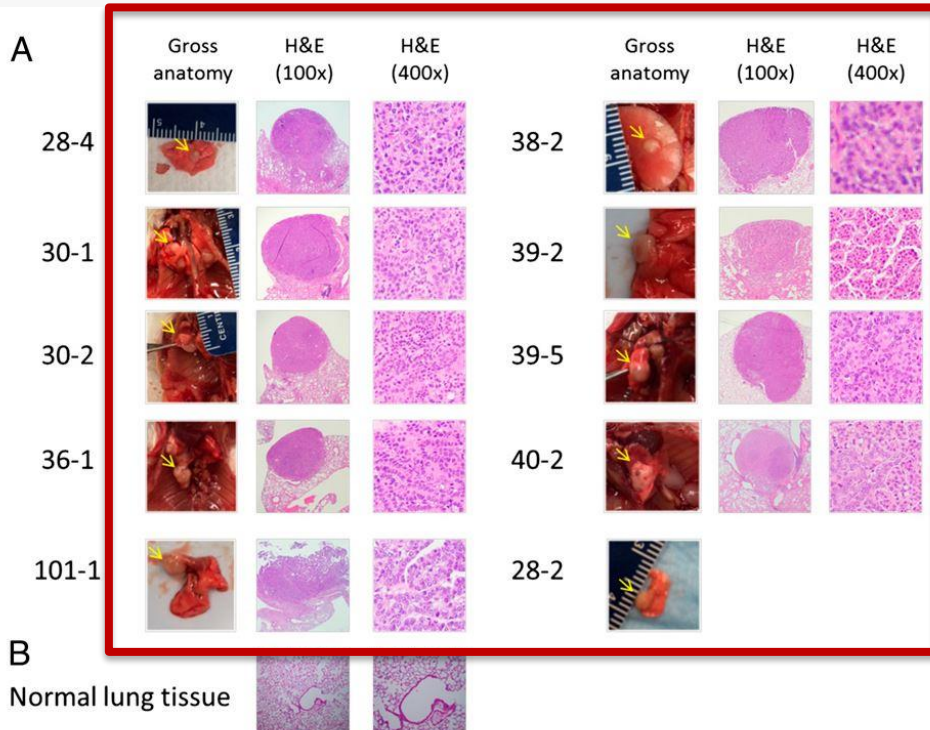 A
Gross anatomy
H&E (100x)
H&E (400x)
Gross anatomy
H&E (100x)
H&E (400x)
28-4
38-2
30-1
39-2
30-2
39-5
36-1
40-2
101-1
28-2
B
Normal lung tissue